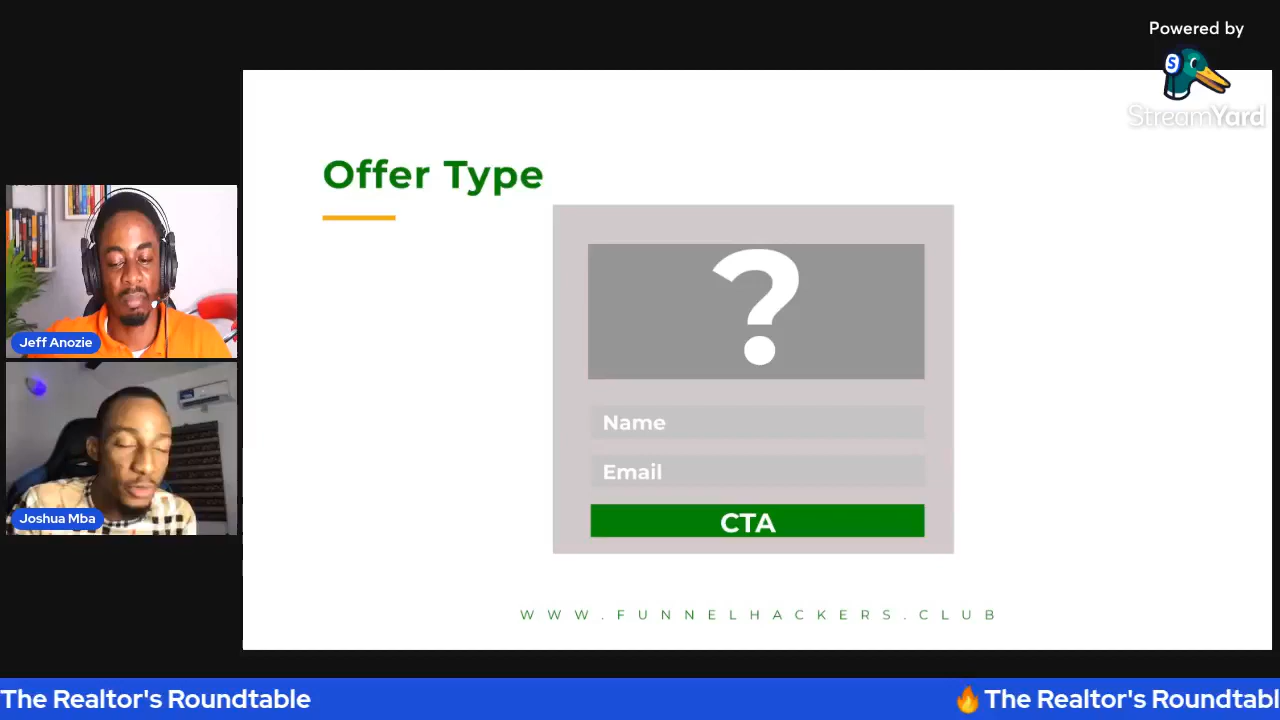 Powered by
StreamYard
Offer Type
?
Name
Email
CTA
WWW.FUNNELHACKERS.CLUB
Jeff Anozie
Joshua Mba
The Realtor's Roundtable
🔥The Realtor's Roundtabl